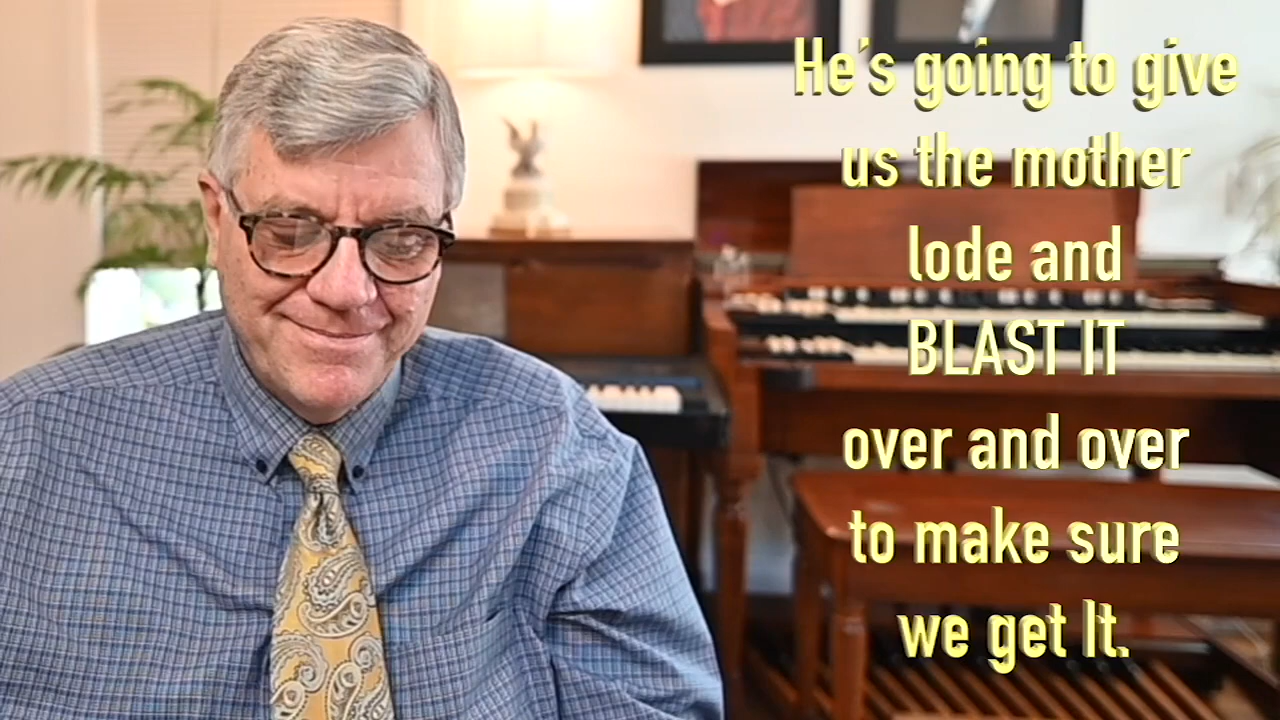 He's going to give
us the mother
lode and
BLAST IT
over and over
to make sure
we get It.